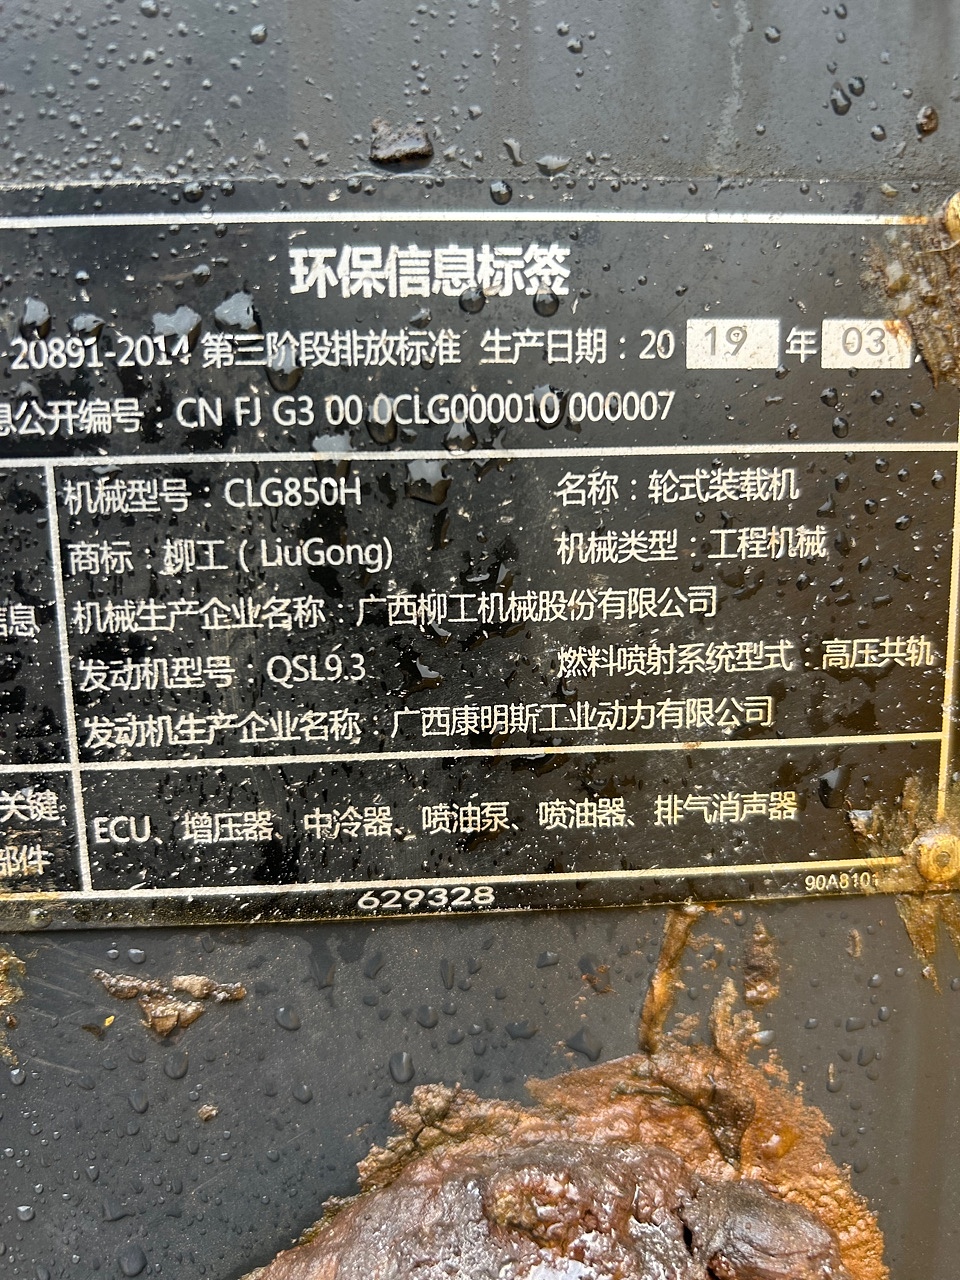 环保信息标签
20891-2014 第三阶段排放标准 生产日期：20 19 年 03
息公开编号：CN FJ G3 00 0CLG000010 000007
机械型号：CLG850H 名称：轮式装载机
商标：柳工（LiuGong) 机械类型：工程机械
信息 机械生产企业名称：广西柳工机械股份有限公司
发动机型号：QSL9.3 燃料喷射系统型式：高压共轨
发动机生产企业名称：广西康明斯工业动力有限公司
关键
ECU、增压器、中冷器、喷油泵、喷油器、排气消声器
部件
629328 90A8101